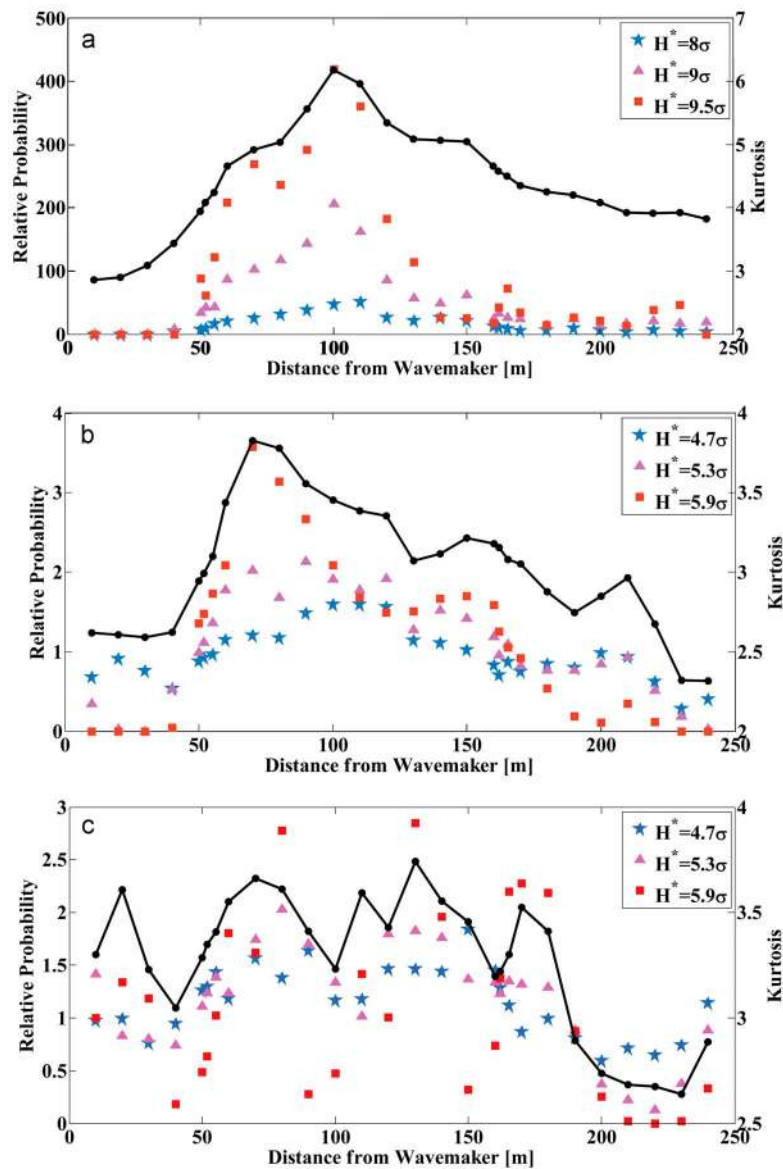 a
500
400
300
200
100
0
Relative Probability
7
6
5
4
3
2
Kurtosis
H*=8σ
H*=9σ
H*=9.5σ
0 50 100 150 200 250
Distance from Wavemaker [m]
b
4
3
2
1
0
Relative Probability
4
3.5
3
2.5
2
Kurtosis
H*=4.7σ
H*=5.3σ
H*=5.9σ
0 50 100 150 200 250
Distance from Wavemaker [m]
c
3
2.5
2
1.5
1
0.5
0
Relative Probability
4
3.5
3
2.5
Kurtosis
H*=4.7σ
H*=5.3σ
H*=5.9σ
0 50 100 150 200 250
Distance from Wavemaker [m]